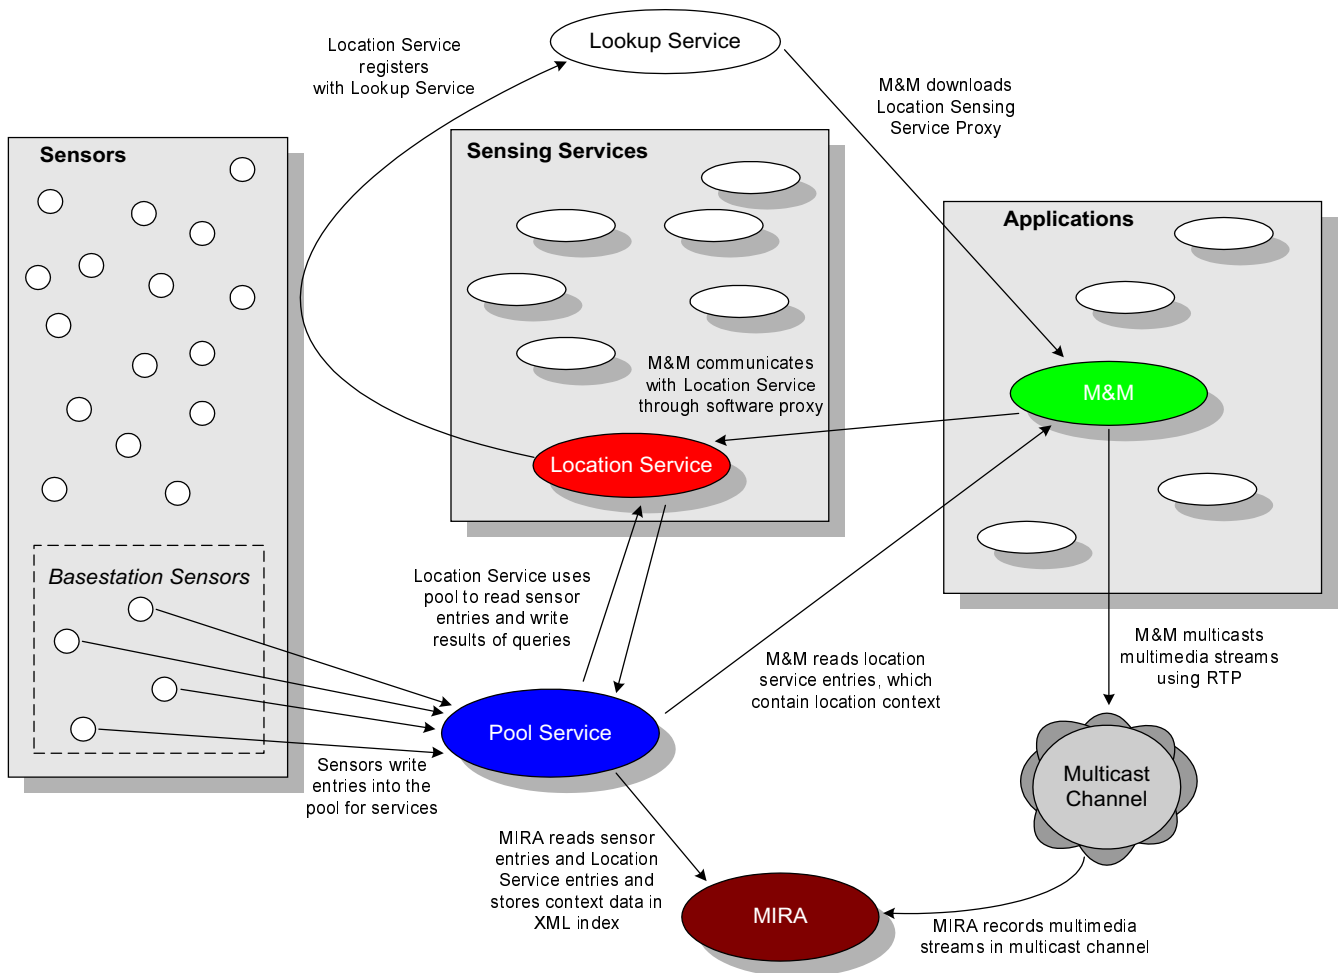 Lookup Service
Location Service
registers
with Lookup Service
M&M downloads
Location Sensing
Service Proxy
Sensors
Sensing Services
Applications
M&M communicates
with Location Service
through software proxy
M&M
Location Service
Basestation Sensors
Location Service uses
pool to read sensor
entries and write
results of queries
M&M reads location
service entries, which
contain location context
M&M multicasts
multimedia streams
using RTP
Pool Service
Sensors write
entries into the
pool for services
Multicast
Channel
MIRA reads sensor
entries and Location
Service entries and
stores context data in
XML index
MIRA
MIRA records multimedia
streams in multicast channel